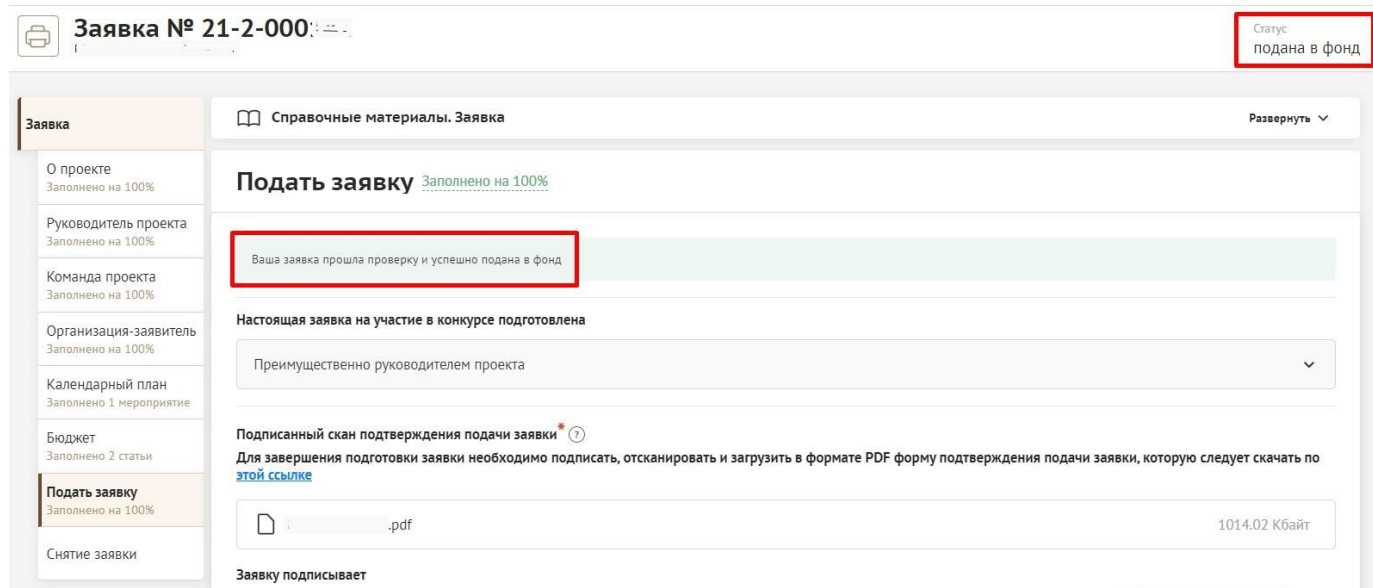 Заявка № 21-2-000
Статус
подана в фонд
Заявка
Справочные материалы. Заявка
Развернуть
О проекте
Заполнено на 100%
Подать заявку Заполнено на 100%
Руководитель проекта
Заполнено на 100%
Ваша заявка прошла проверку и успешно подана в фонд
Команда проекта
Заполнено на 100%
Организация-заявитель
Заполнено на 100%
Настоящая заявка на участие в конкурсе подготовлена
Преимущественно руководителем проекта
Календарный план
Заполнено 1 мероприятие
Бюджет
Заполнено 2 статьи
Подписанный скан подтверждения подачи заявки* ?
Для завершения подготовки заявки необходимо подписать, отсканировать и загрузить в формате PDF форму подтверждения подачи заявки, которую следует скачать по
этой ссылке
Подать заявку
Заполнено на 100%
.pdf
1014.02 Кбайт
Снятие заявки
Заявку подписывает